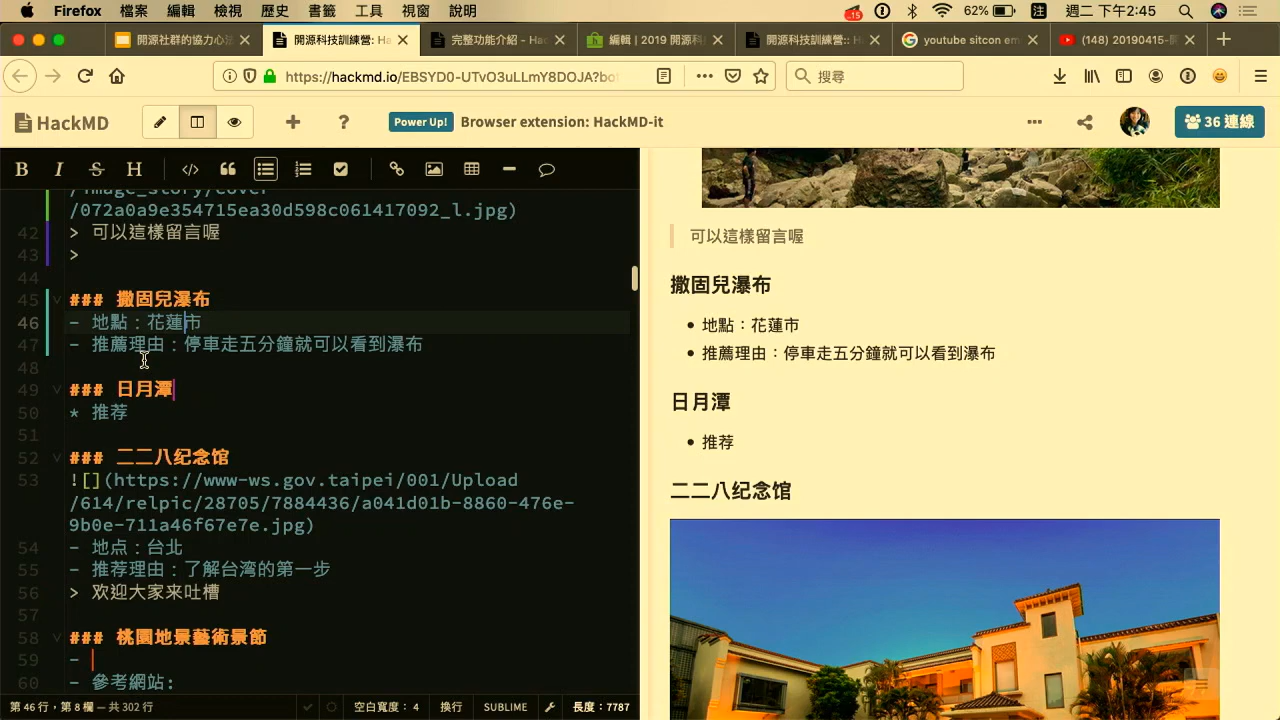 Firefox 檔案 編輯 檢視 歷史 書籤 工具 視窗 說明 -15 62% 注 週二 下午2:45
開源社群的協力心法 開源科技訓練營: Ha 完整功能介紹 - Hac 編輯 | 2019 開源科技 開源科技訓練營:: Ha youtube sitcon em (148) 20190415-開
https://hackmd.io/EBSYD0-UTvO3uLLmY8DOJA?bo 搜尋
HackMD Power Up! Browser extension: HackMD-it 36 連線
B I S H
/image_story/cover
/072a0a9e354715ea30d598c061417092_l.jpg)
42 > 可以這樣留言喔
43 >
44
45 ### 撒固兒瀑布
46 - 地點：花蓮市
47 - 推薦理由：停車走五分鐘就可以看到瀑布
48
49 ### 日月潭
50 * 推荐
51
52 ### 二二八纪念馆
53 ![](https://www-ws.gov.taipei/001/Upload
/614/relpic/28705/7884436/a041d01b-8860-476e-
9b0e-711a46f67e7e.jpg)
54 - 地点：台北
55 - 推荐理由：了解台湾的第一步
56 > 欢迎大家来吐槽
57
58 ### 桃園地景藝術景節
59 -
60 - 參考網站:
第 46 行，第 8 欄 — 共 302 行 空白寬度： 4 換行 SUBLIME 長度：7787
可以這樣留言喔
撒固兒瀑布
地點：花蓮市
推薦理由：停車走五分鐘就可以看到瀑布
日月潭
推荐
二二八纪念馆